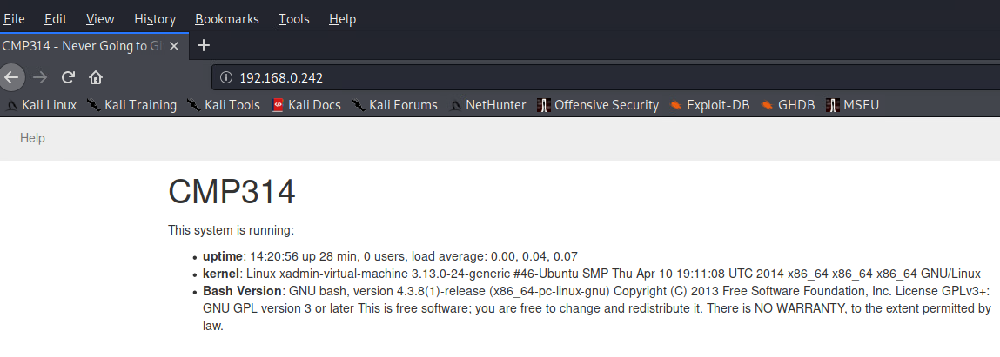 File Edit View History Bookmarks Tools Help
CMP314 - Never Going to Gi
192.168.0.242
Kali Linux Kali Training Kali Tools Kali Docs Kali Forums NetHunter Offensive Security Exploit-DB GHDB MSFU
Help
CMP314
This system is running:
• uptime: 14:20:56 up 28 min, 0 users, load average: 0.00, 0.04, 0.07
• kernel: Linux xadmin-virtual-machine 3.13.0-24-generic #46-Ubuntu SMP Thu Apr 10 19:11:08 UTC 2014 x86_64 x86_64 x86_64 GNU/Linux
• Bash Version: GNU bash, version 4.3.8(1)-release (x86_64-pc-linux-gnu) Copyright (C) 2013 Free Software Foundation, Inc. License GPLv3+:
GNU GPL version 3 or later This is free software; you are free to change and redistribute it. There is NO WARRANTY, to the extent permitted by
law.